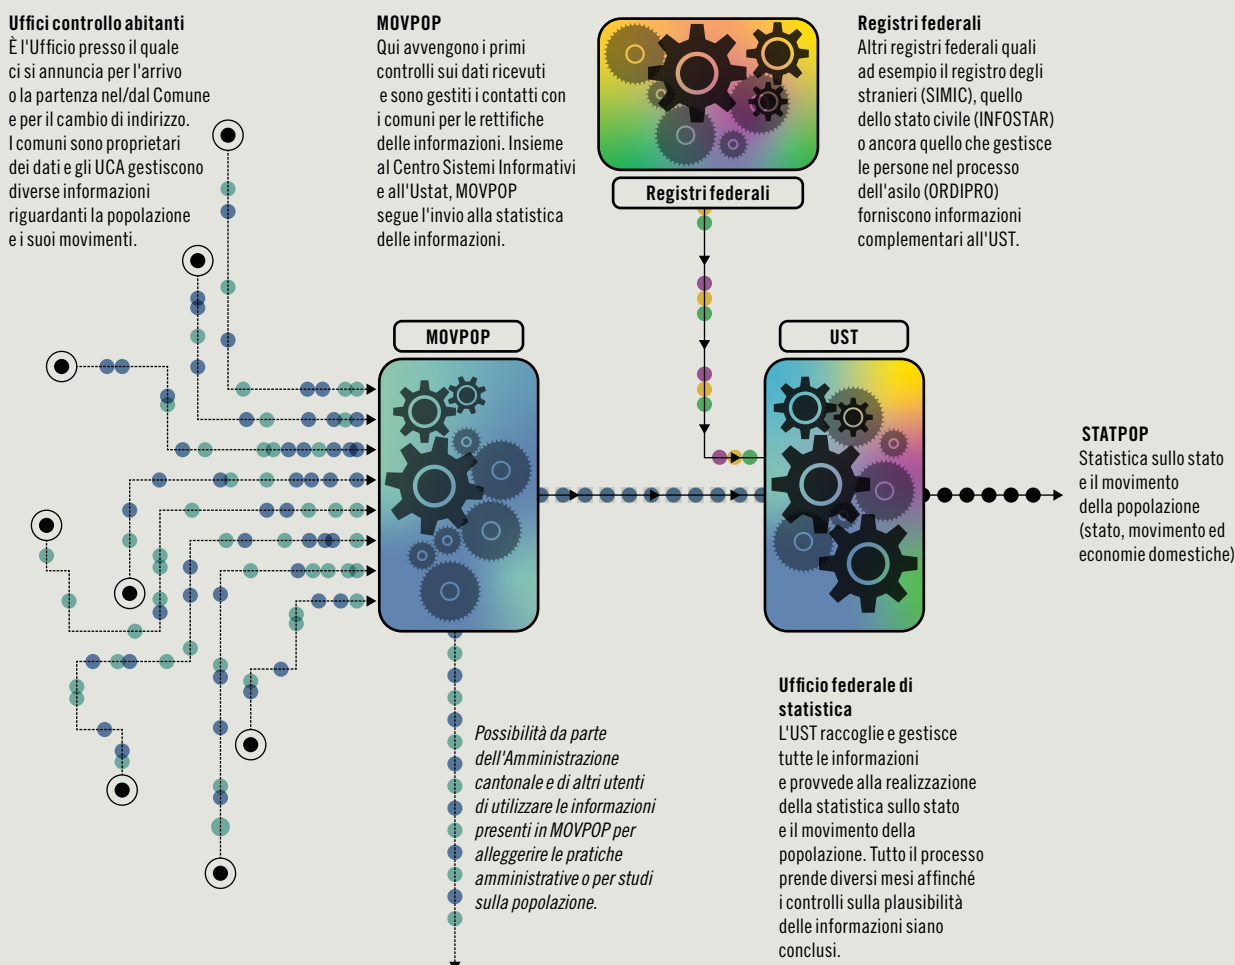 Uffici controllo abitanti
È l'Ufficio presso il quale
ci si annuncia per l'arrivo
o la partenza nel/dal Comune
e per il cambio di indirizzo.
I comuni sono proprietari
dei dati e gli UCA gestiscono
diverse informazioni
riguardanti la popolazione
e i suoi movimenti.
MOVPOP
Qui avvengono i primi
controlli sui dati ricevuti
e sono gestiti i contatti con
i comuni per le rettifiche
delle informazioni. Insieme
al Centro Sistemi Informativi
e all'Ustat, MOVPOP
segue l'invio alla statistica
delle informazioni.
Registri federali
Registri federali
Altri registri federali quali
ad esempio il registro degli
stranieri (SIMIC), quello
dello stato civile (INFOSTAR)
o ancora quello che gestisce
le persone nel processo
dell'asilo (ORDIPRO)
forniscono informazioni
complementari all'UST.
MOVPOP
UST
STATPOP
Statistica sullo stato
e il movimento
della popolazione
(stato, movimento ed
economie domestiche)
Possibilità da parte
dell'Amministrazione
cantonale e di altri utenti
di utilizzare le informazioni
presenti in MOVPOP per
alleggerire le pratiche
amministrative o per studi
sulla popolazione.
Ufficio federale di
statistica
L'UST raccoglie e gestisce
tutte le informazioni
e provvede alla realizzazione
della statistica sullo stato
e il movimento della
popolazione. Tutto il processo
prende diversi mesi affinché
i controlli sulla plausibilità
delle informazioni siano
conclusi.